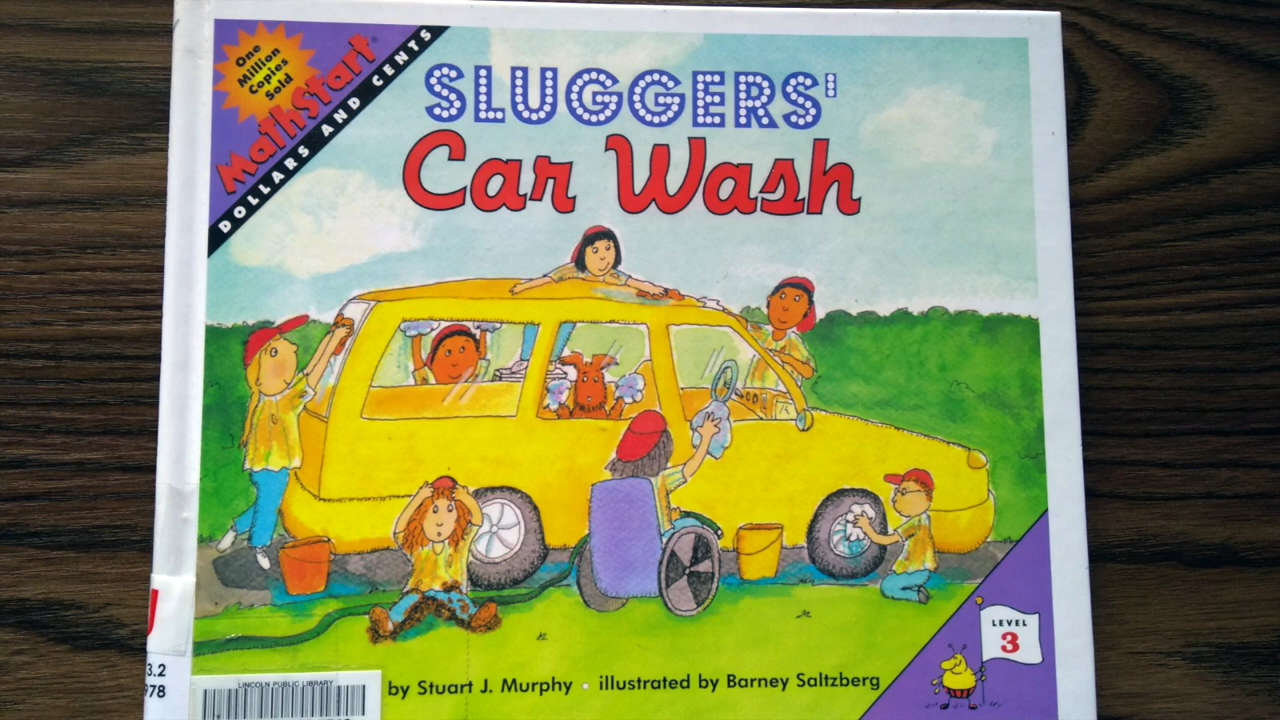 One
Million
Copies
Sold
MathStart®
DOLLARS AND CENTS
SLUGGERS'
Car Wash
LEVEL
3
3.2
978
LINCOLN PUBLIC LIBRARY
by Stuart J. Murphy • illustrated by Barney Saltzberg